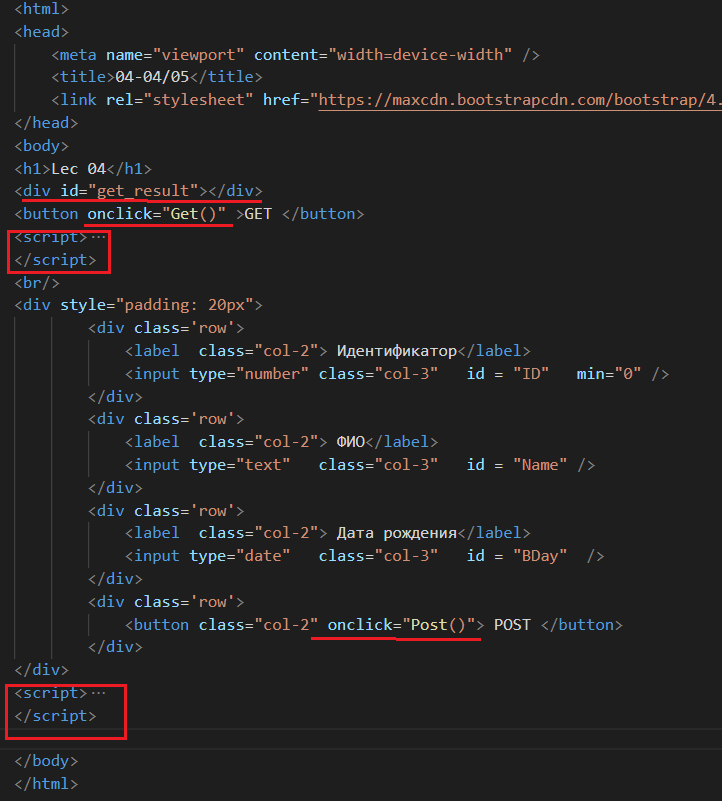 <html>
<head>
<meta name="viewport" content="width=device-width" />
<title>04-04/05</title>
<link rel="stylesheet" href="https://maxcdn.bootstrapcdn.com/bootstrap/4.
</head>
<body>
<h1>Lec 04</h1>
<div id="get_result"></div>
<button onclick="Get()" >GET </button>
<script>…
</script>
<br/>
<div style="padding: 20px">
<div class='row'>
<label  class="col-2"> Идентификатор</label>
<input type="number" class="col-3"   id = "ID"   min="0" />
</div>
<div class='row'>
<label  class="col-2"> ФИО</label>
<input type="text"   class="col-3"   id = "Name" />
</div>
<div class='row'>
<label  class="col-2"> Дата рождения</label>
<input type="date"   class="col-3"   id = "BDay"  />
</div>
<div class='row'>
<button class="col-2" onclick="Post()"> POST </button>
</div>
</div>
<script>…
</script>
</body>
</html>